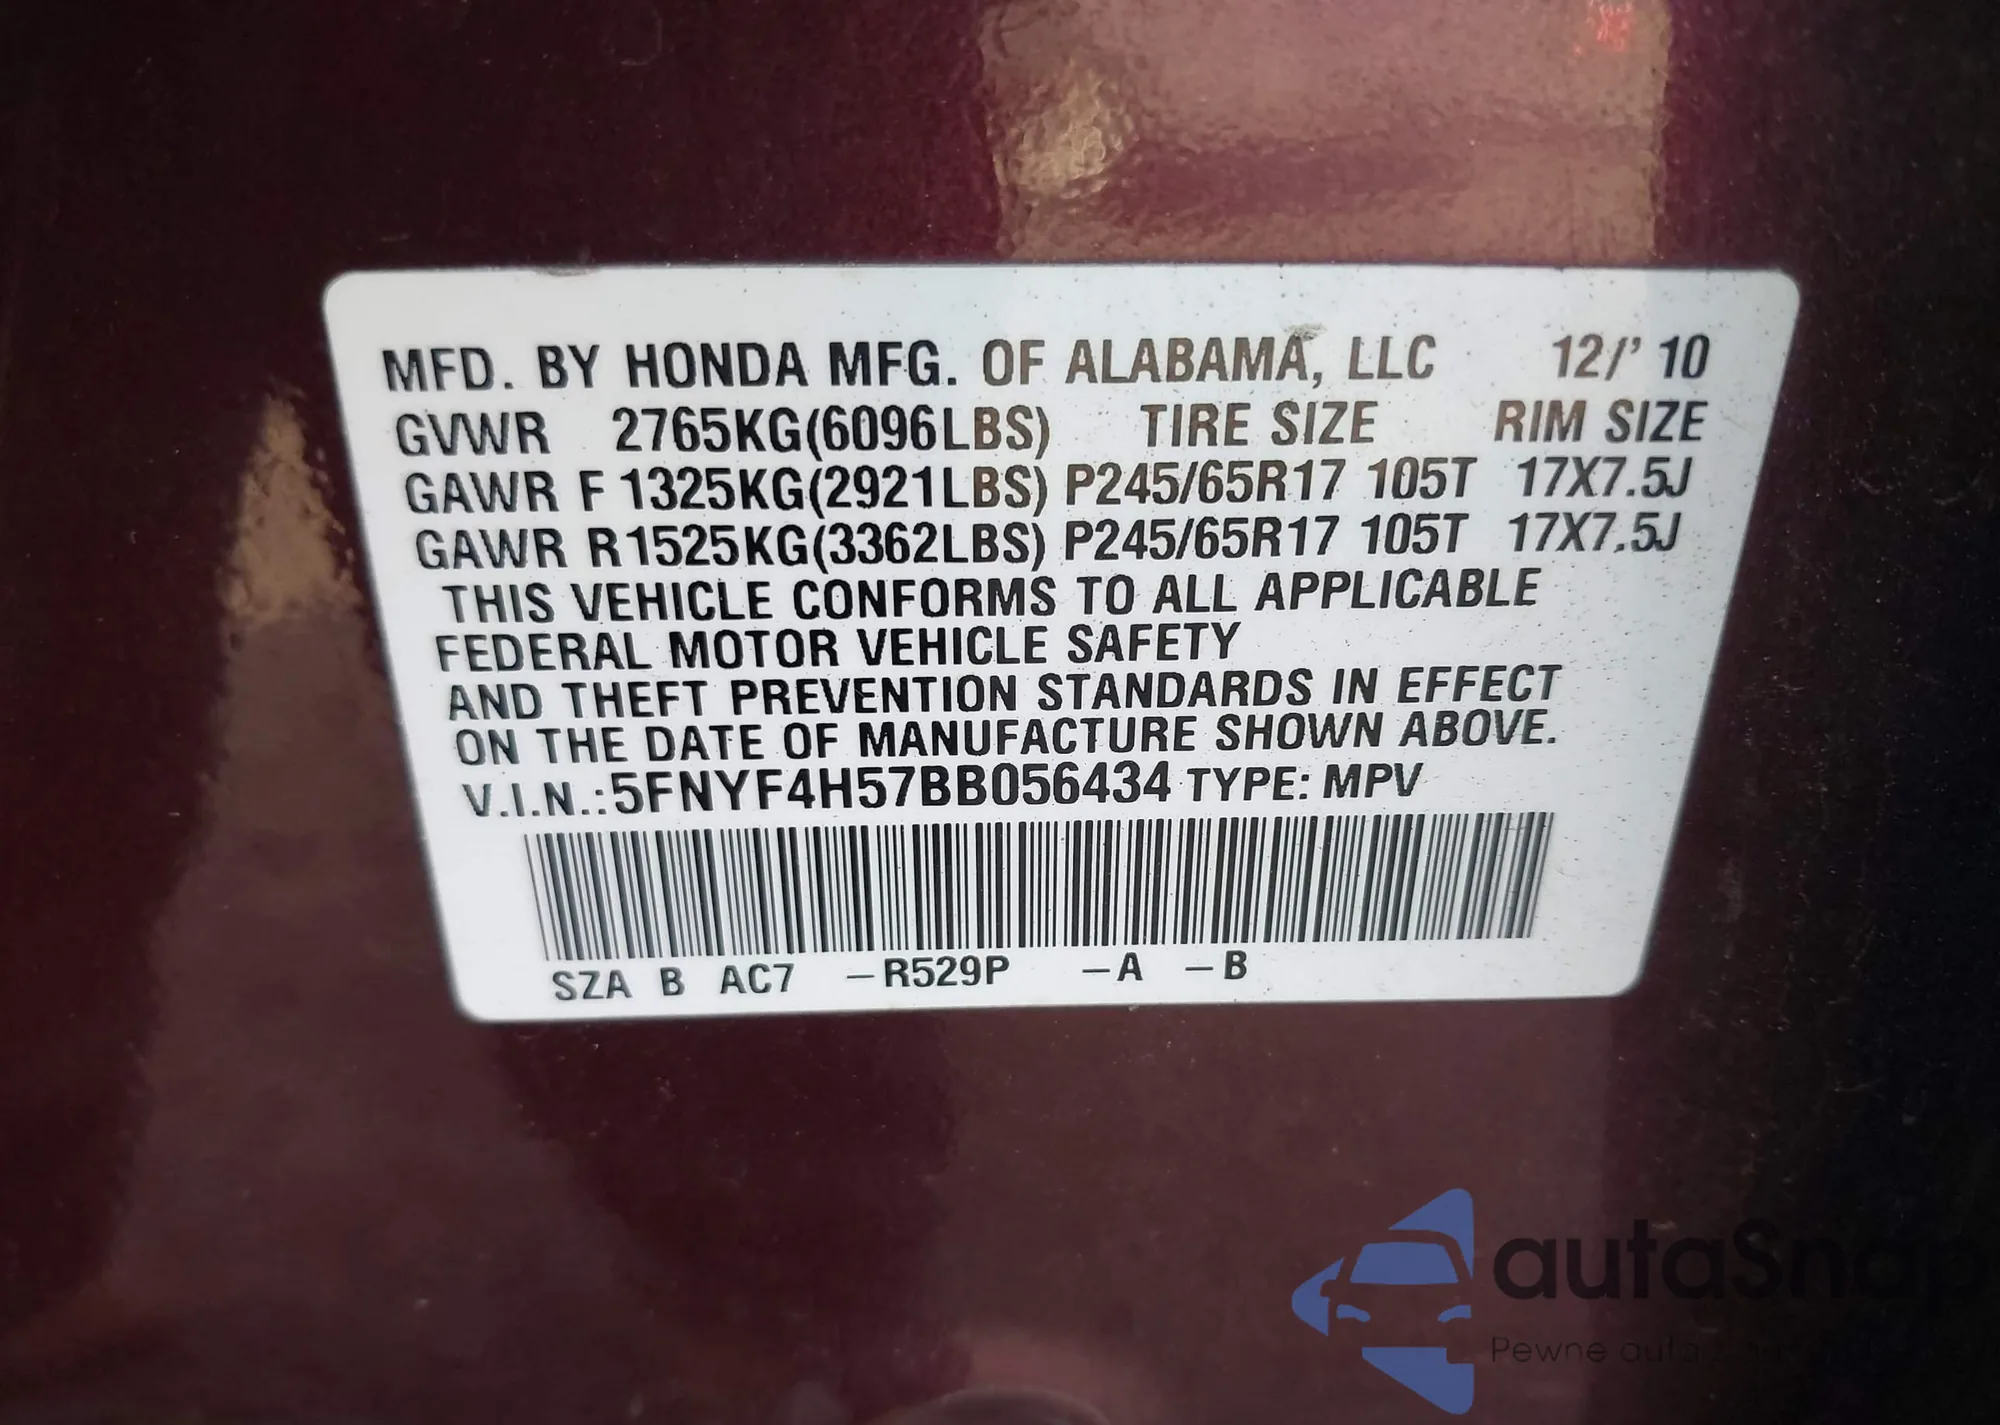 MFD. BY HONDA MFG. OF ALABAMA, LLC 12/' 10
GVWR 2765KG(6096LBS) TIRE SIZE RIM SIZE
GAWR F 1325KG(2921LBS) P245/65R17 105T 17X7.5J
GAWR R1525KG(3362LBS) P245/65R17 105T 17X7.5J
THIS VEHICLE CONFORMS TO ALL APPLICABLE
FEDERAL MOTOR VEHICLE SAFETY
AND THEFT PREVENTION STANDARDS IN EFFECT
ON THE DATE OF MANUFACTURE SHOWN ABOVE.
V.I.N.:5FNYF4H57BB056434 TYPE: MPV
SZA B AC7 -R529P -A -B
autaSnap
Pewne auta